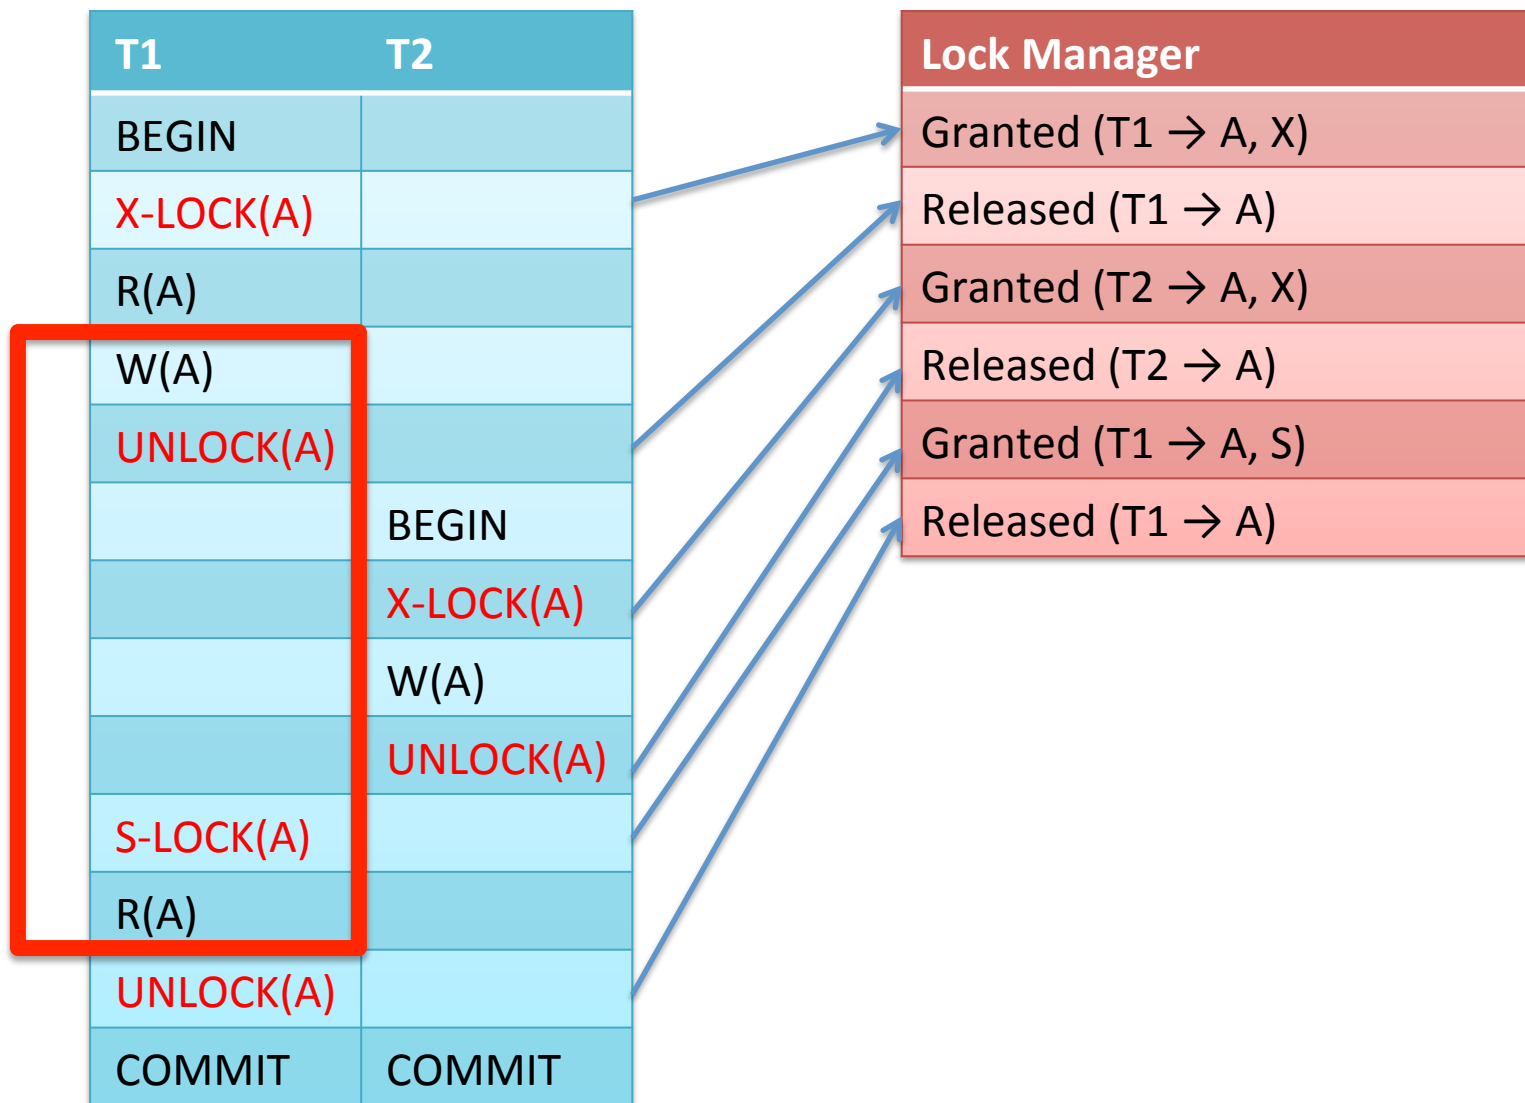 T1 T2
BEGIN
X-LOCK(A)
R(A)
W(A)
UNLOCK(A)
BEGIN
X-LOCK(A)
W(A)
UNLOCK(A)
S-LOCK(A)
R(A)
UNLOCK(A)
COMMIT COMMIT
Lock Manager
Granted (T1 → A, X)
Released (T1 → A)
Granted (T2 → A, X)
Released (T2 → A)
Granted (T1 → A, S)
Released (T1 → A)